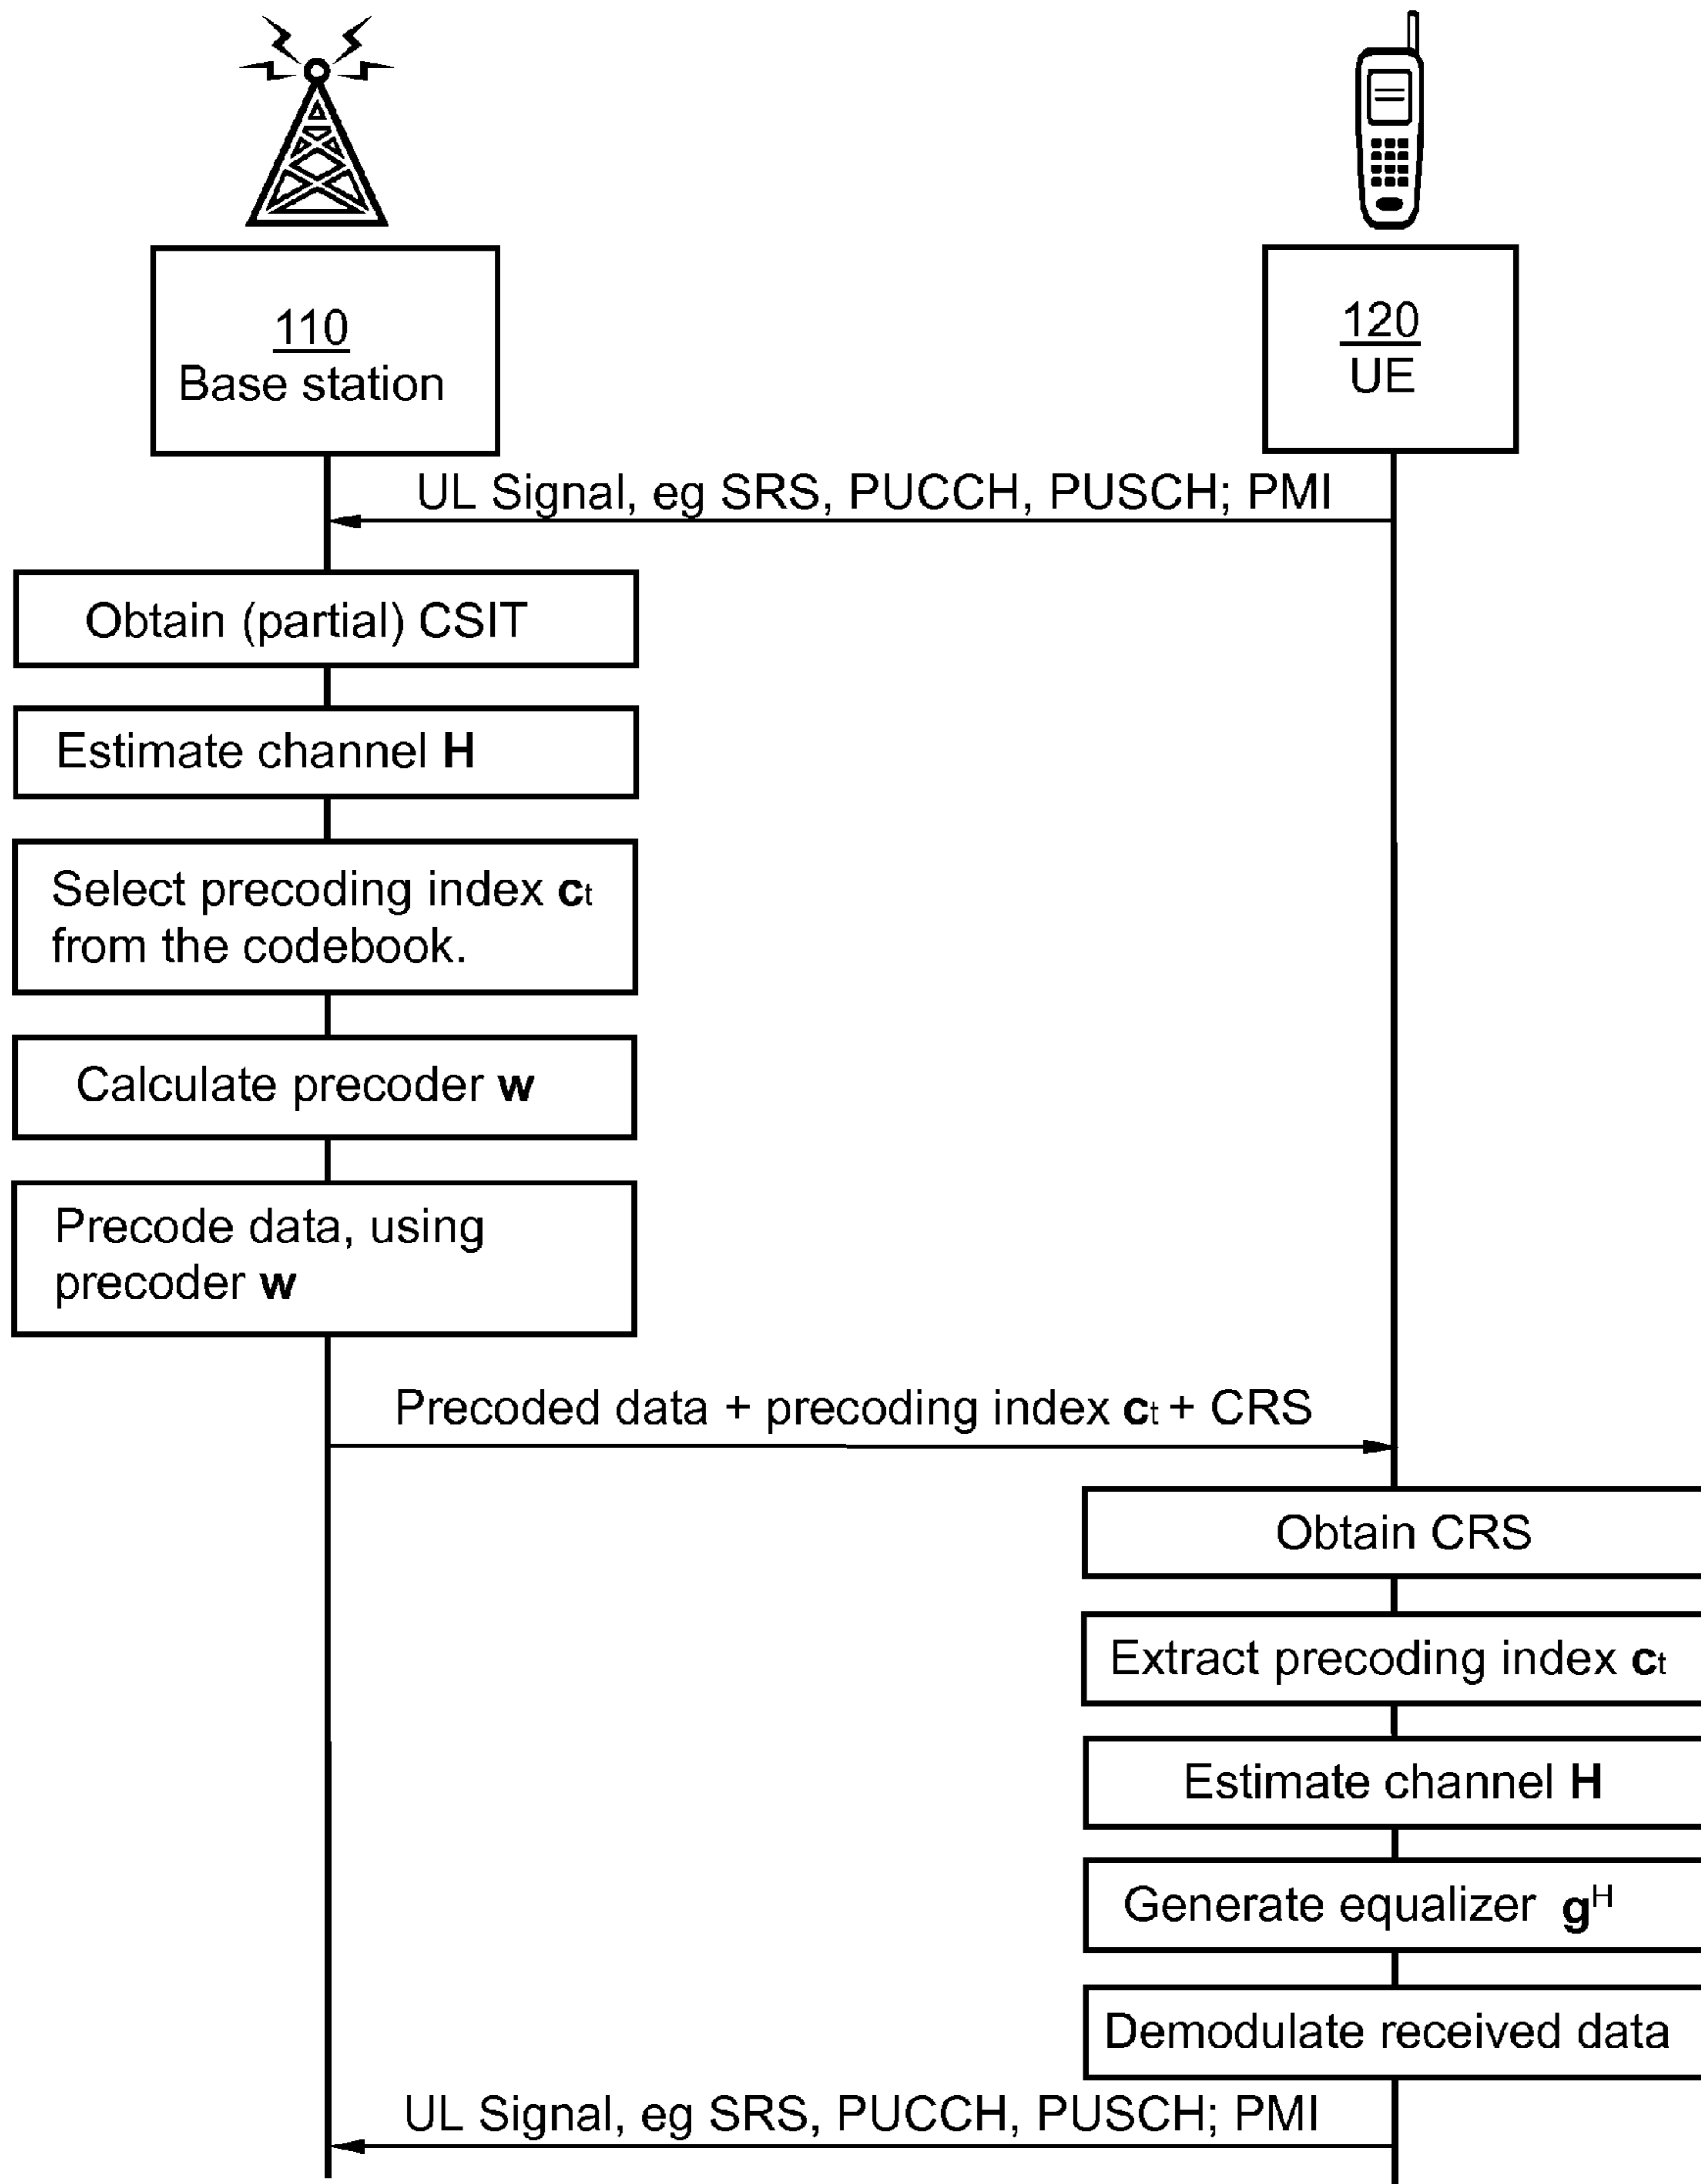 110
Base station
120
UE
UL Signal, eg SRS, PUCCH, PUSCH; PMI
Obtain (partial) CSIT
Estimate channel H
Select precoding index ct
from the codebook.
Calculate precoder w
Precode data, using
precoder w
Precoded data + precoding index ct + CRS
Obtain CRS
Extract precoding index ct
Estimate channel H
Generate equalizer gH
Demodulate received data
UL Signal, eg SRS, PUCCH, PUSCH; PMI